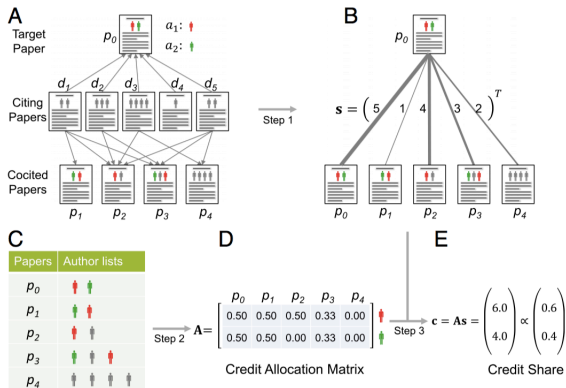 A
Target Paper
p0
a1:
a2:
d1 d2 d3 d4 d5
Citing Papers
Cocited Papers
p1 p2 p3 p4
Step 1
B
p0
s = ( 5 1 4 3 2 )T
p0 p1 p2 p3 p4
C
Papers Author lists
p0
p1
p2
p3
p4
Step 2
D
p0 p1 p2 p3 p4
A=
0.50 0.50 0.50 0.33 0.00
0.50 0.50 0.00 0.33 0.00
Credit Allocation Matrix
Step 3
E
c = As = ( 6.0 4.0 ) ∝ ( 0.6 0.4 )
Credit Share